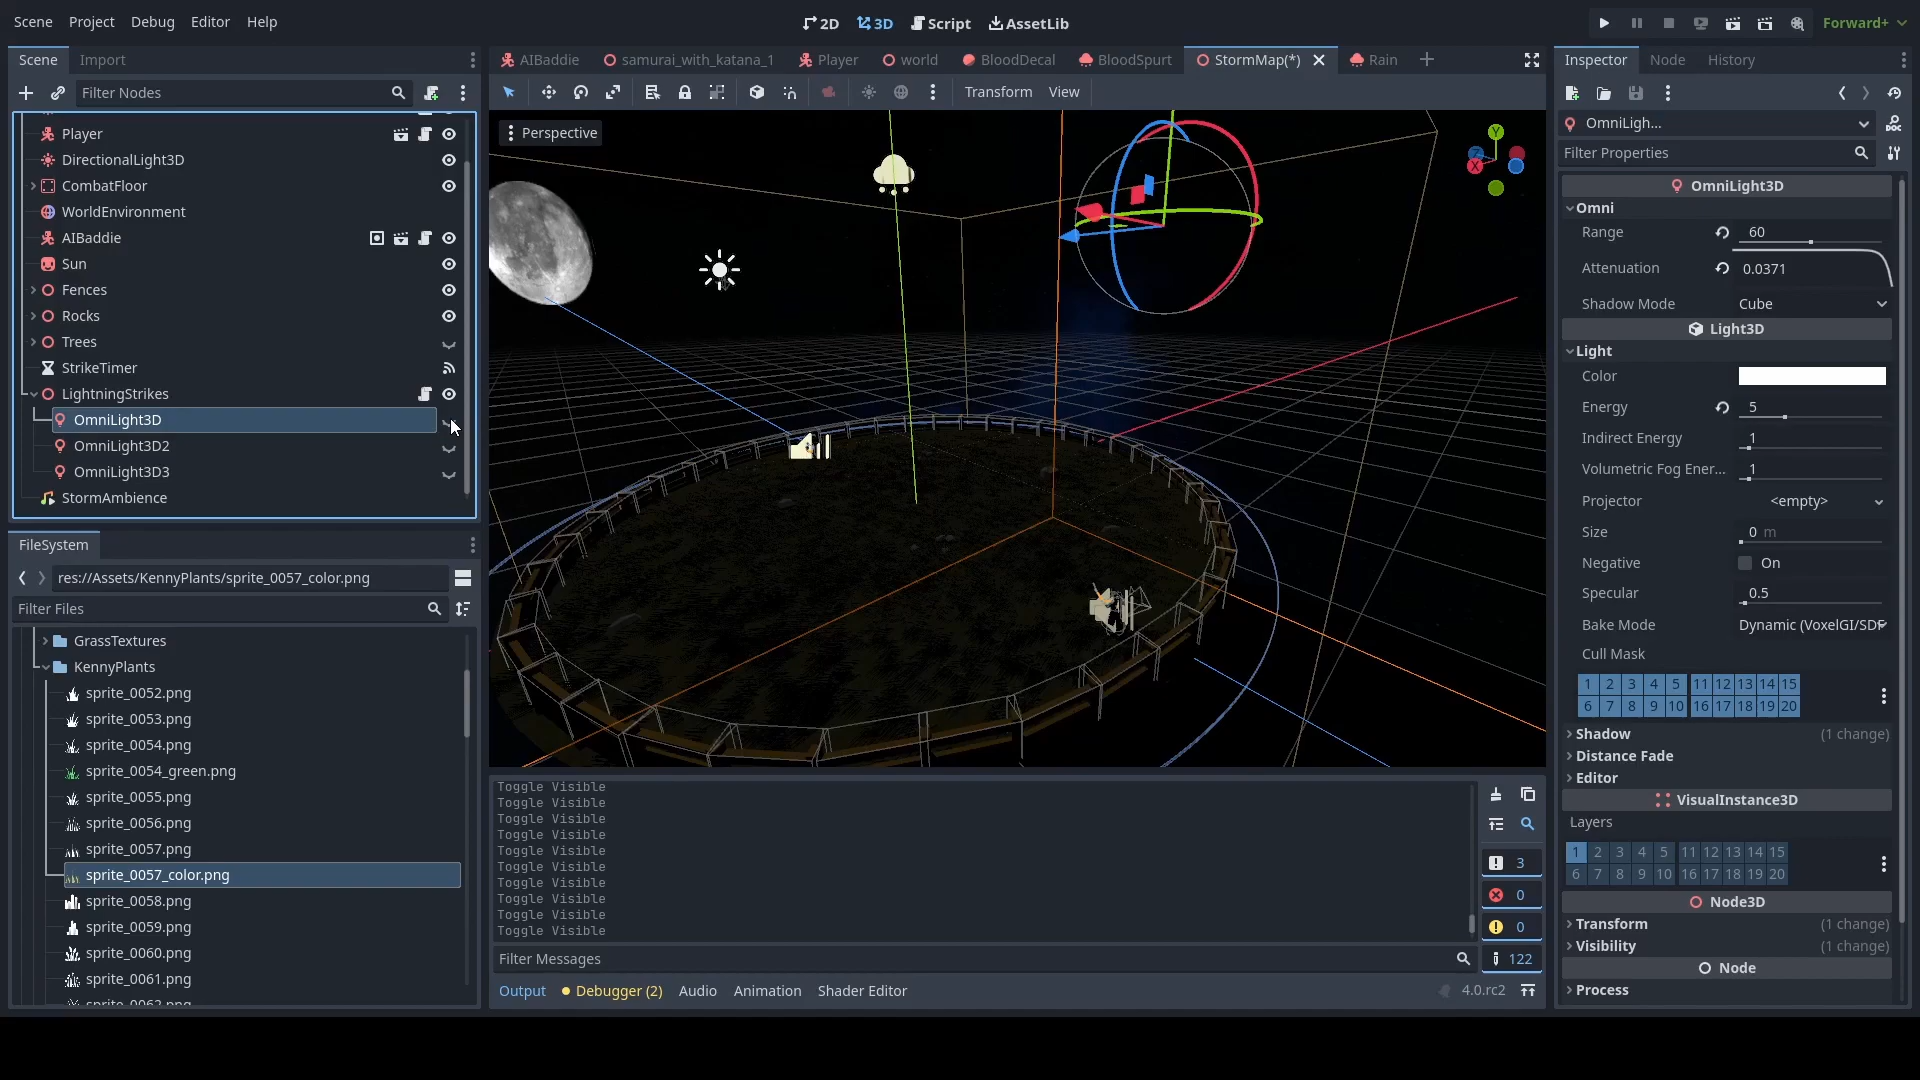 Scene Project Debug Editor Help
2D 3D Script AssetLib
Forward+
Scene Import
Filter Nodes
Player
DirectionalLight3D
CombatFloor
WorldEnvironment
AIBaddie
Sun
Fences
Rocks
Trees
StrikeTimer
LightningStrikes
OmniLight3D
OmniLight3D2
OmniLight3D3
StormAmbience
FileSystem
res://Assets/KennyPlants/sprite_0057_color.png
Filter Files
GrassTextures
KennyPlants
sprite_0052.png
sprite_0053.png
sprite_0054.png
sprite_0054_green.png
sprite_0055.png
sprite_0056.png
sprite_0057.png
sprite_0057_color.png
sprite_0058.png
sprite_0059.png
sprite_0060.png
sprite_0061.png
AIBaddie samurai_with_katana_1 Player world BloodDecal BloodSpurt StormMap(*) Rain
Transform View
Perspective
Y
Z
X
Toggle Visible
Toggle Visible
Toggle Visible
Toggle Visible
Toggle Visible
Toggle Visible
Toggle Visible
Toggle Visible
Toggle Visible
Toggle Visible
3
0
0
122
Filter Messages
Output Debugger (2) Audio Animation Shader Editor
4.0.rc2
Inspector Node History
OmniLigh...
Filter Properties
OmniLight3D
Omni
Range 60
Attenuation 0.0371
Shadow Mode Cube
Light3D
Light
Color
Energy 5
Indirect Energy 1
Volumetric Fog Ener... 1
Projector <empty>
Size 0 m
Negative On
Specular 0.5
Bake Mode Dynamic (VoxelGI/SDF
Cull Mask
1 2 3 4 5 11 12 13 14 15
6 7 8 9 10 16 17 18 19 20
Shadow (1 change)
Distance Fade
Editor
VisualInstance3D
Layers
1 2 3 4 5 11 12 13 14 15
6 7 8 9 10 16 17 18 19 20
Node3D
Transform (1 change)
Visibility (1 change)
Node
Process